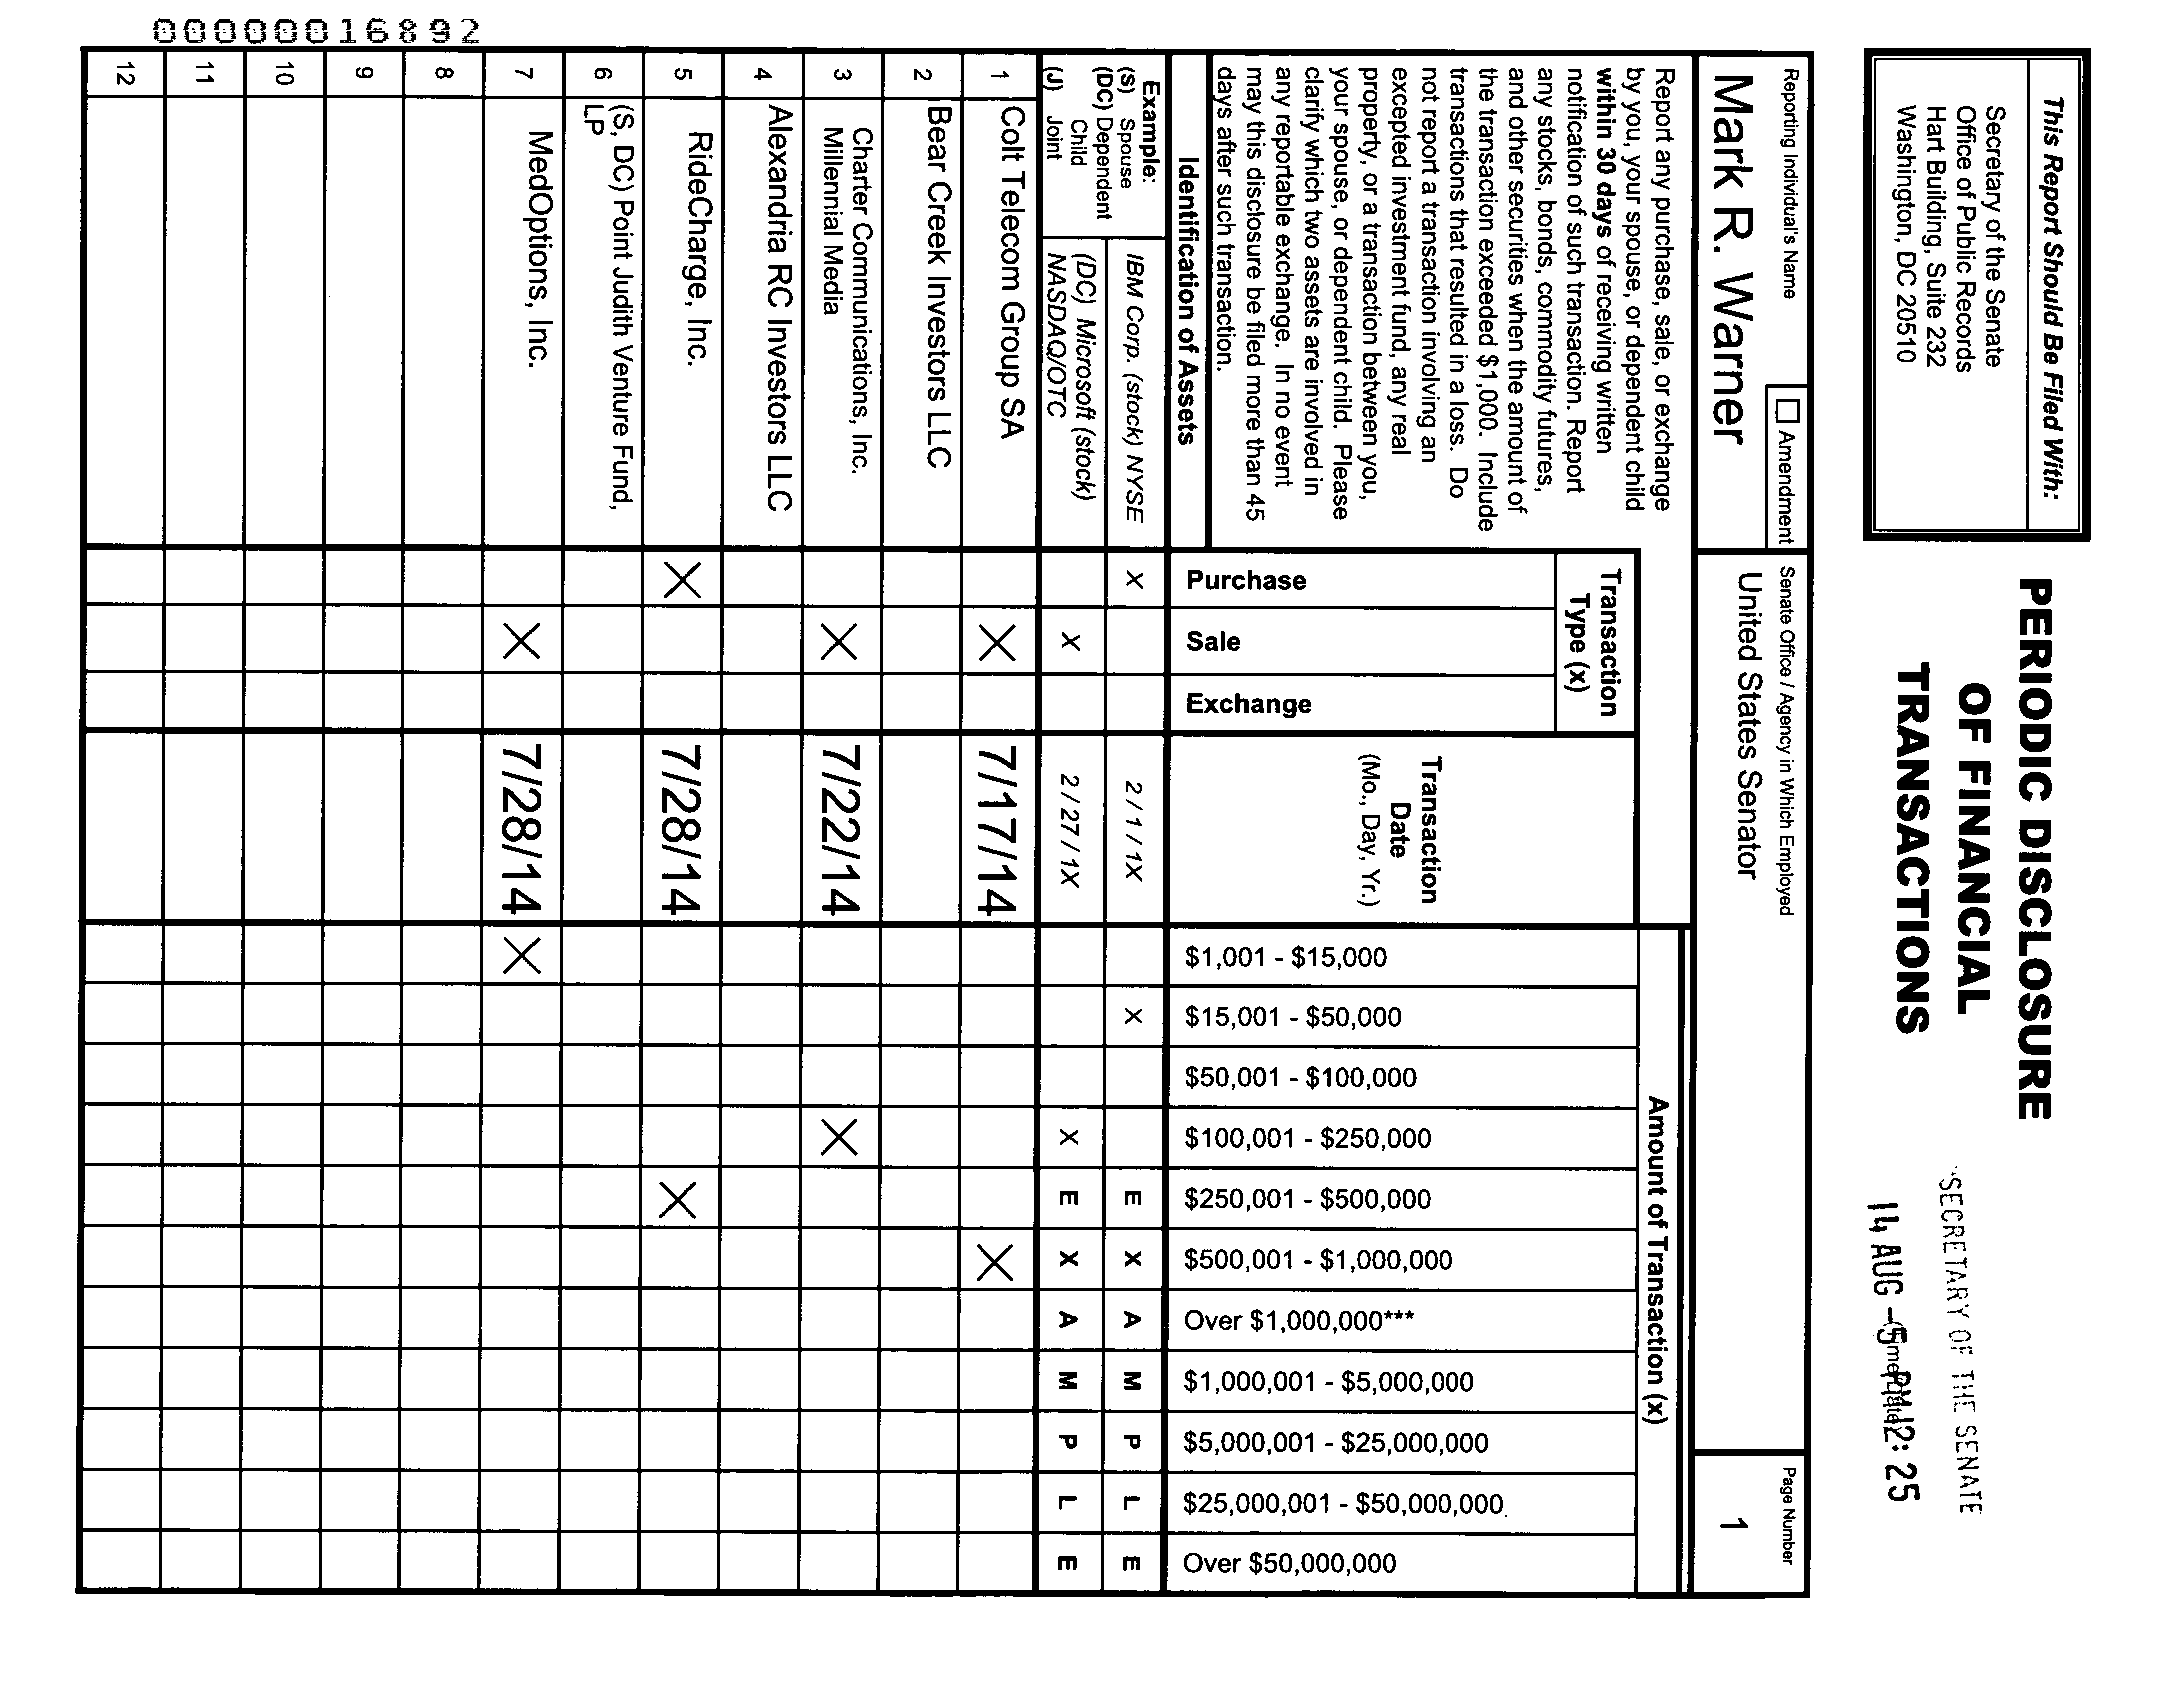 This Report Should Be Filed With:
Secretary of the Senate
Office of Public Records
Hart Building, Suite 232
Washington, DC 20510
PERIODIC DISCLOSURE
OF FINANCIAL
TRANSACTIONS
SECRETARY OF THE SENATE
14 AUG -5 PM 12: 25
Reporting Individual's Name
Mark R. Warner
Amendment
Senate Office / Agency in Which Employed
United States Senator
Page Number
1
Report any purchase, sale, or exchange
by you, your spouse, or dependent child
within 30 days of receiving written
notification of such transaction. Report
any stocks, bonds, commodity futures,
and other securities when the amount of
the transaction exceeded $1,000. Include
transactions that resulted in a loss. Do
not report a transaction involving an
excepted investment fund, any real
property, or a transaction between you,
your spouse, or dependent child. Please
clarify which two assets are involved in
any reportable exchange. In no event
may this disclosure be filed more than 45
days after such transaction.
Identification of Assets
Transaction
Type (x)
Purchase
Sale
Exchange
Transaction
Date
(Mo., Day, Yr.)
Amount of Transaction (x)
$1,001 - $15,000
$15,001 - $50,000
$50,001 - $100,000
$100,001 - $250,000
$250,001 - $500,000
$500,001 - $1,000,000
Over $1,000,000***
$1,000,001 - $5,000,000
$5,000,001 - $25,000,000
$25,000,001 - $50,000,000
Over $50,000,000
Example:
(S) Spouse
(DC) Dependent
Child
(J) Joint
IBM Corp. (stock) NYSE X 2 / 1 / 1X X E X A M P L E
(DC) Microsoft (stock)
NASDAQ/OTC X 2 / 27 / 1X X E X A M P L E
1 Colt Telecom Group SA X 7/17/14 X
2 Bear Creek Investors LLC
3 Charter Communications, Inc.
Millennial Media X 7/22/14 X
4 Alexandria RC Investors LLC
5 RideCharge, Inc. X 7/28/14 X
6 (S, DC) Point Judith Venture Fund,
LP
7 MedOptions, Inc. X 7/28/14 X
8
9
10
11
12
00000016892